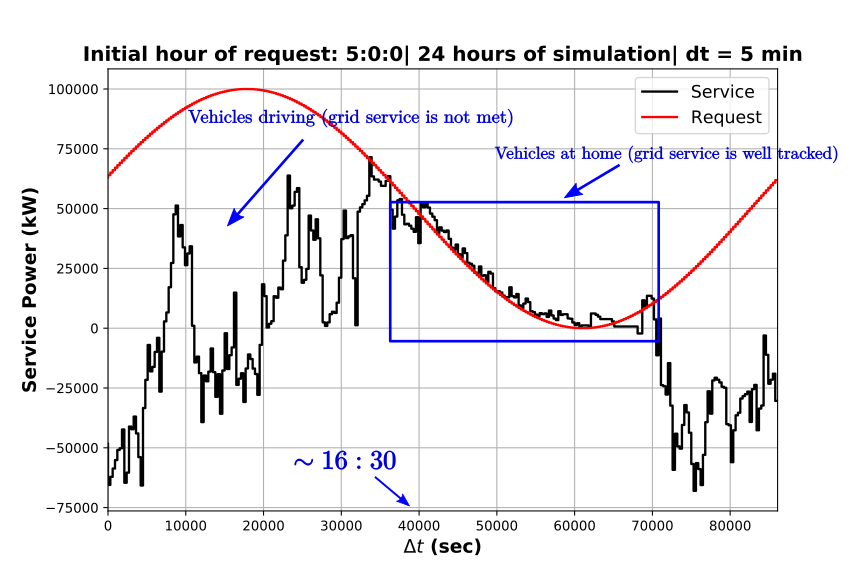 Initial hour of request: 5:0:0| 24 hours of simulation| dt = 5 min
Service
Request
Vehicles driving (grid service is not met)
Vehicles at home (grid service is well tracked)
∼ 16 : 30
Service Power (kW)
100000
75000
50000
25000
0
−25000
−50000
−75000
0 10000 20000 30000 40000 50000 60000 70000 80000
Δt (sec)